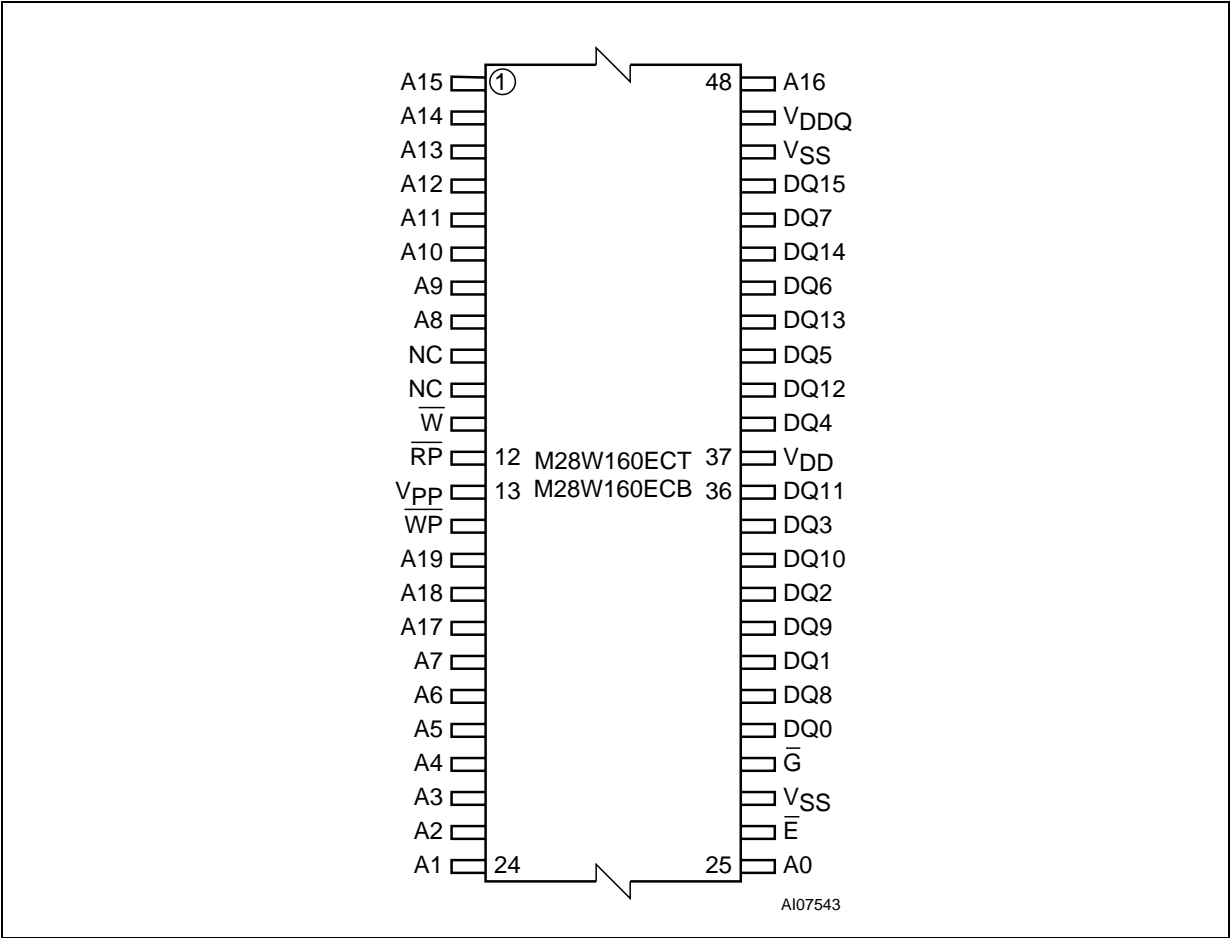 A15 1 48 A16
A14 VDDQ
A13 VSS
A12 DQ15
A11 DQ7
A10 DQ14
A9 DQ6
A8 DQ13
NC DQ5
NC DQ12
W̅ DQ4
R̅P̅ 12 M28W160ECT 37 VDD
VPP 13 M28W160ECB 36 DQ11
W̅P̅ DQ3
A19 DQ10
A18 DQ2
A17 DQ9
A7 DQ1
A6 DQ8
A5 DQ0
A4 G̅
A3 VSS
A2 E̅
A1 24 25 A0
AI07543